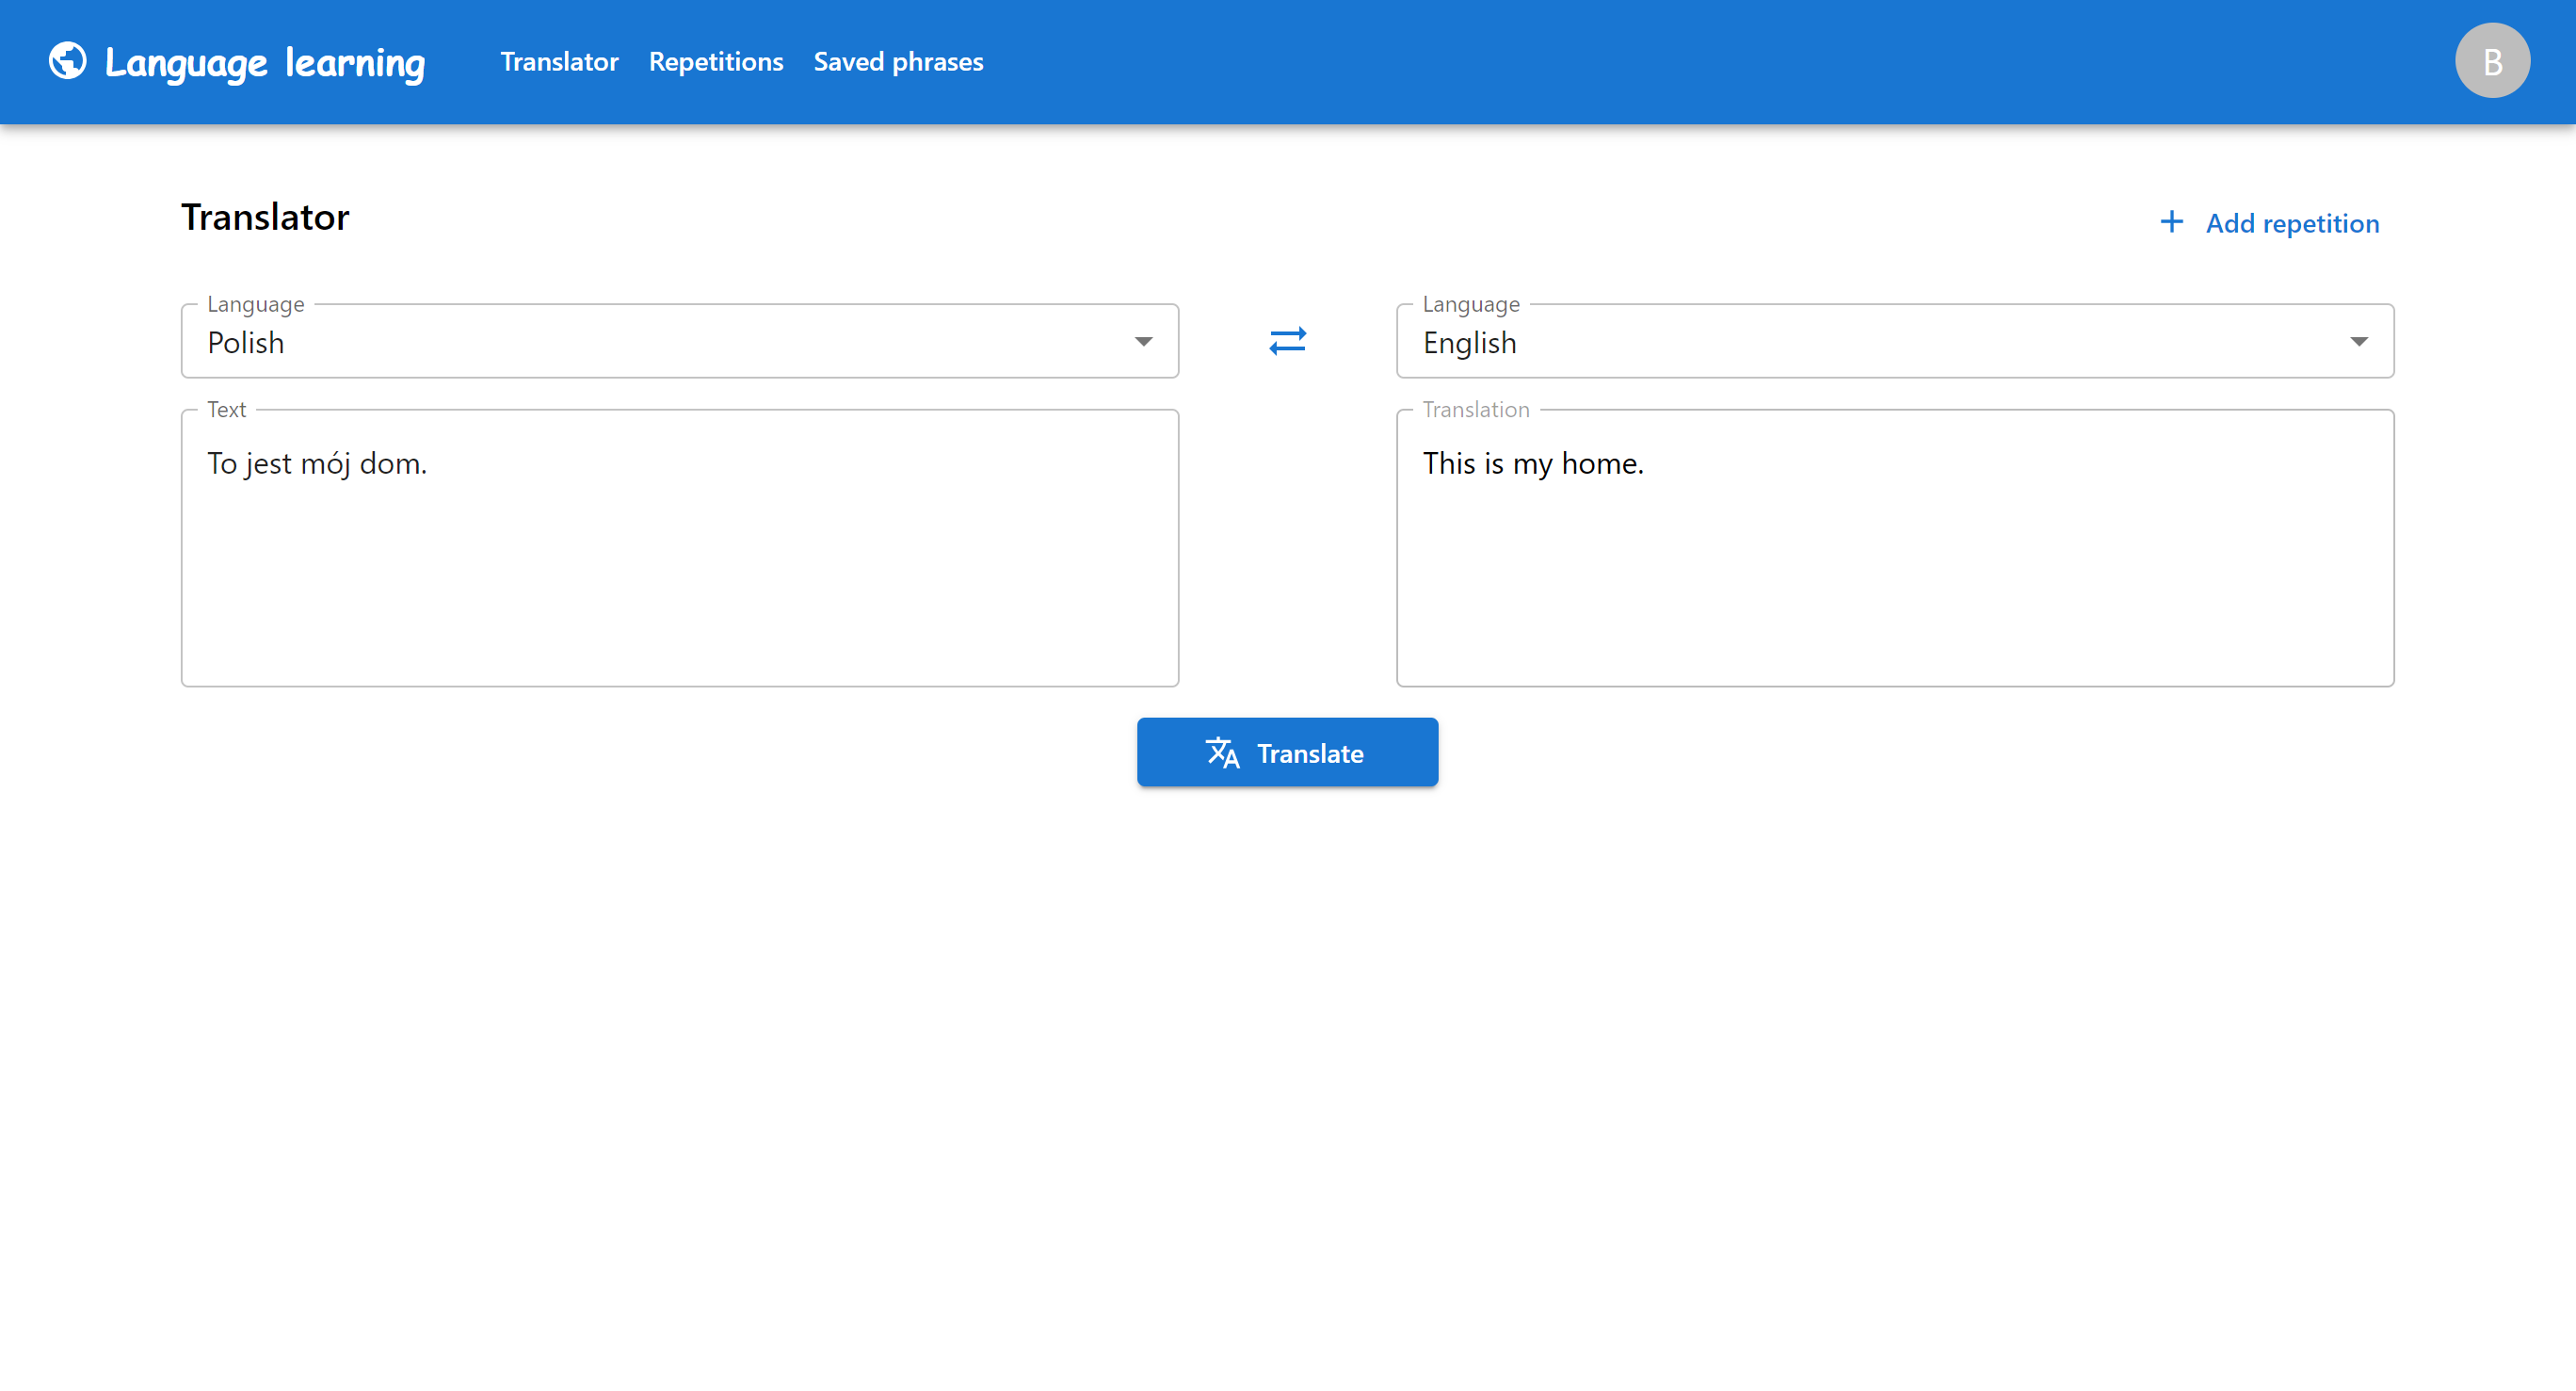 Language learning
Translator
Repetitions
Saved phrases
B
Translator
Add repetition
Language
Polish
Language
English
Text
To jest mój dom.
Translation
This is my home.
Translate